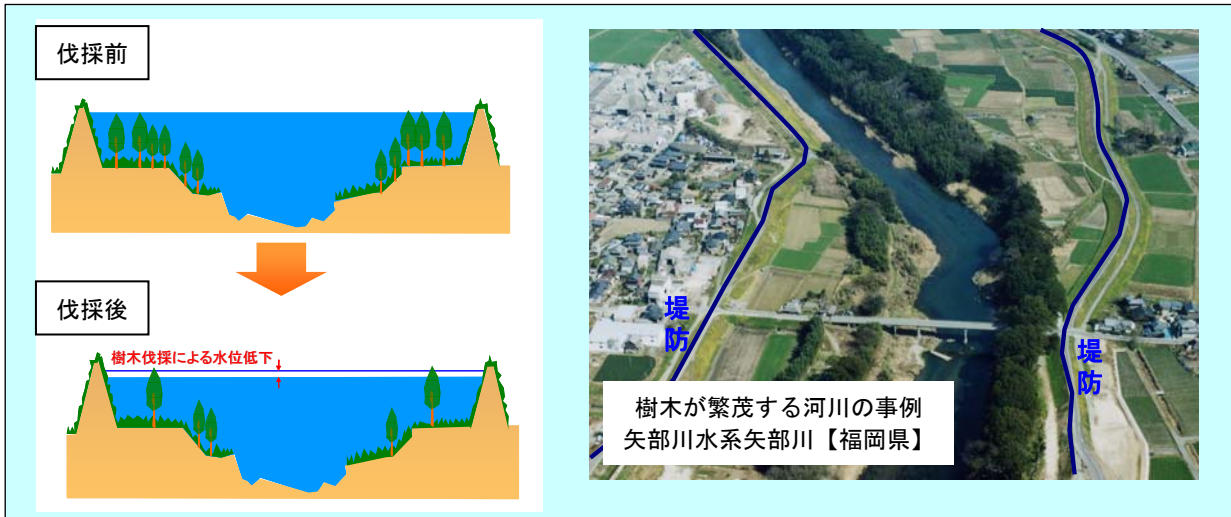 伐採前
伐採後
樹木伐採による水位低下
堤防
堤防
樹木が繁茂する河川の事例
矢部川水系矢部川【福岡県】